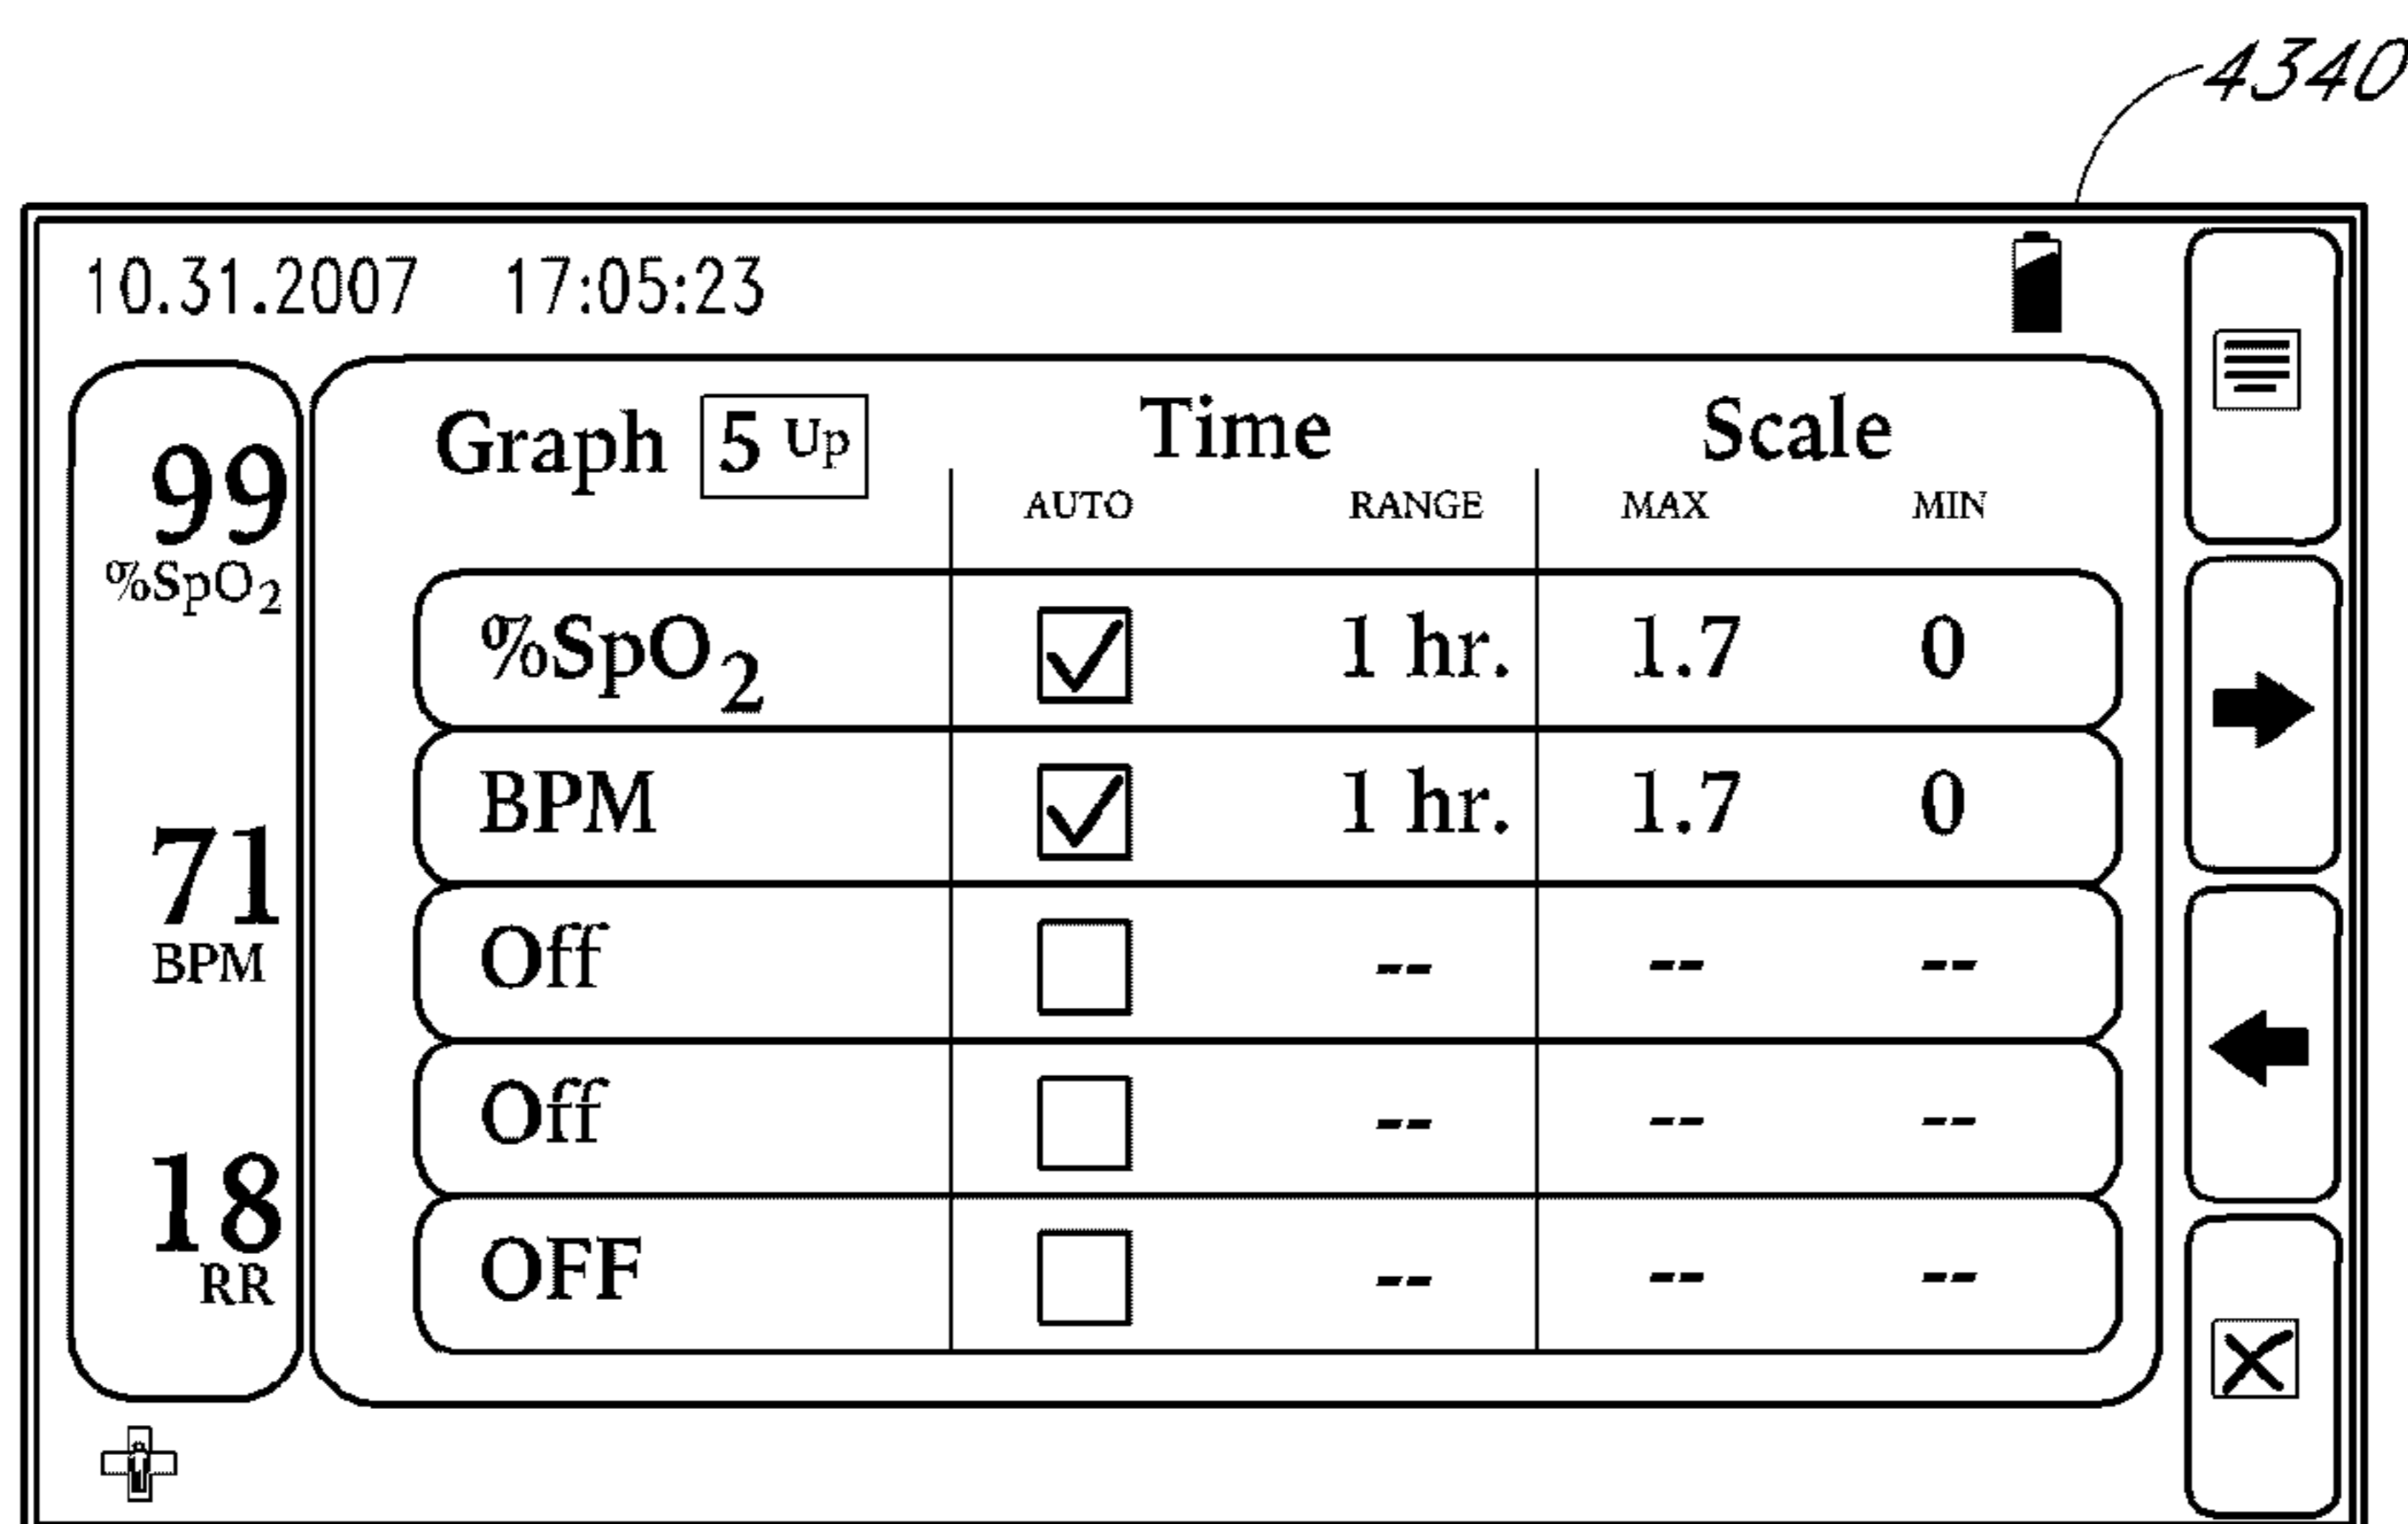 4340
10.31.2007 17:05:23
99
%SpO2
71
BPM
18
RR
Graph 5 Up Time Scale
AUTO RANGE MAX MIN
%SpO2 1 hr. 1.7 0
BPM 1 hr. 1.7 0
Off -- -- --
Off -- -- --
OFF -- -- --